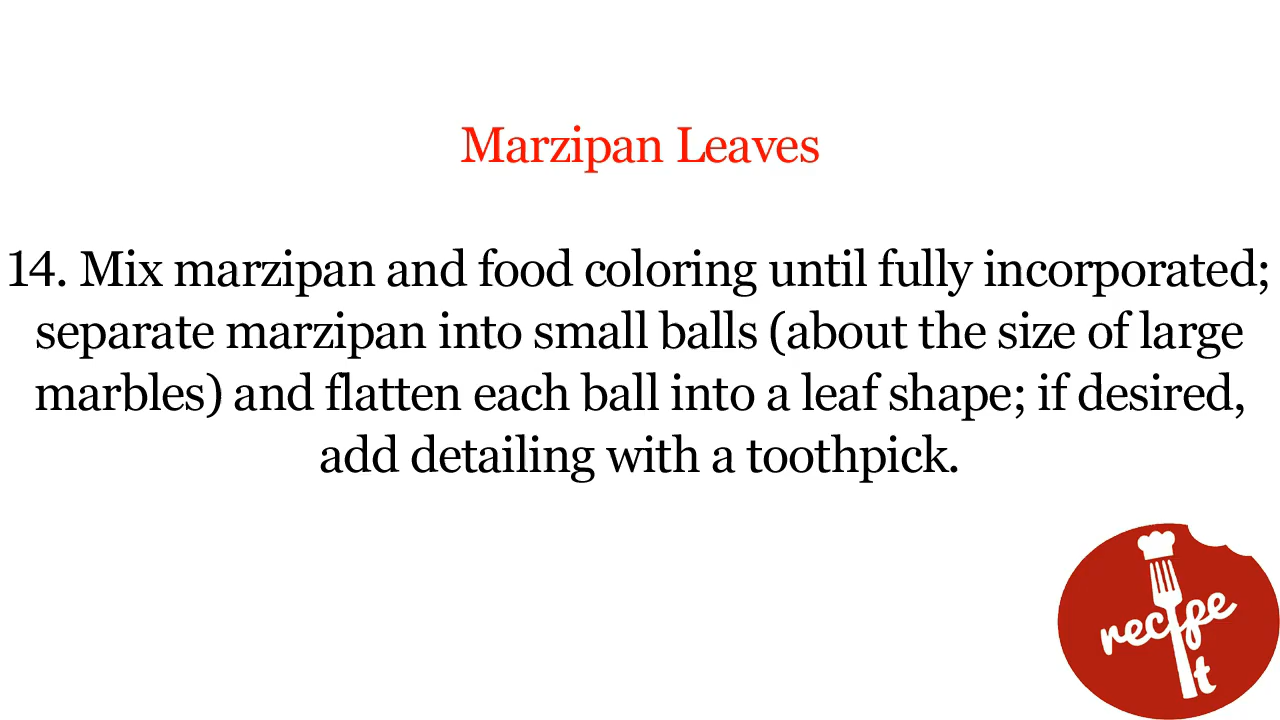 Marzipan Leaves
14. Mix marzipan and food coloring until fully incorporated;
separate marzipan into small balls (about the size of large
marbles) and flatten each ball into a leaf shape; if desired,
add detailing with a toothpick.
recipe
It